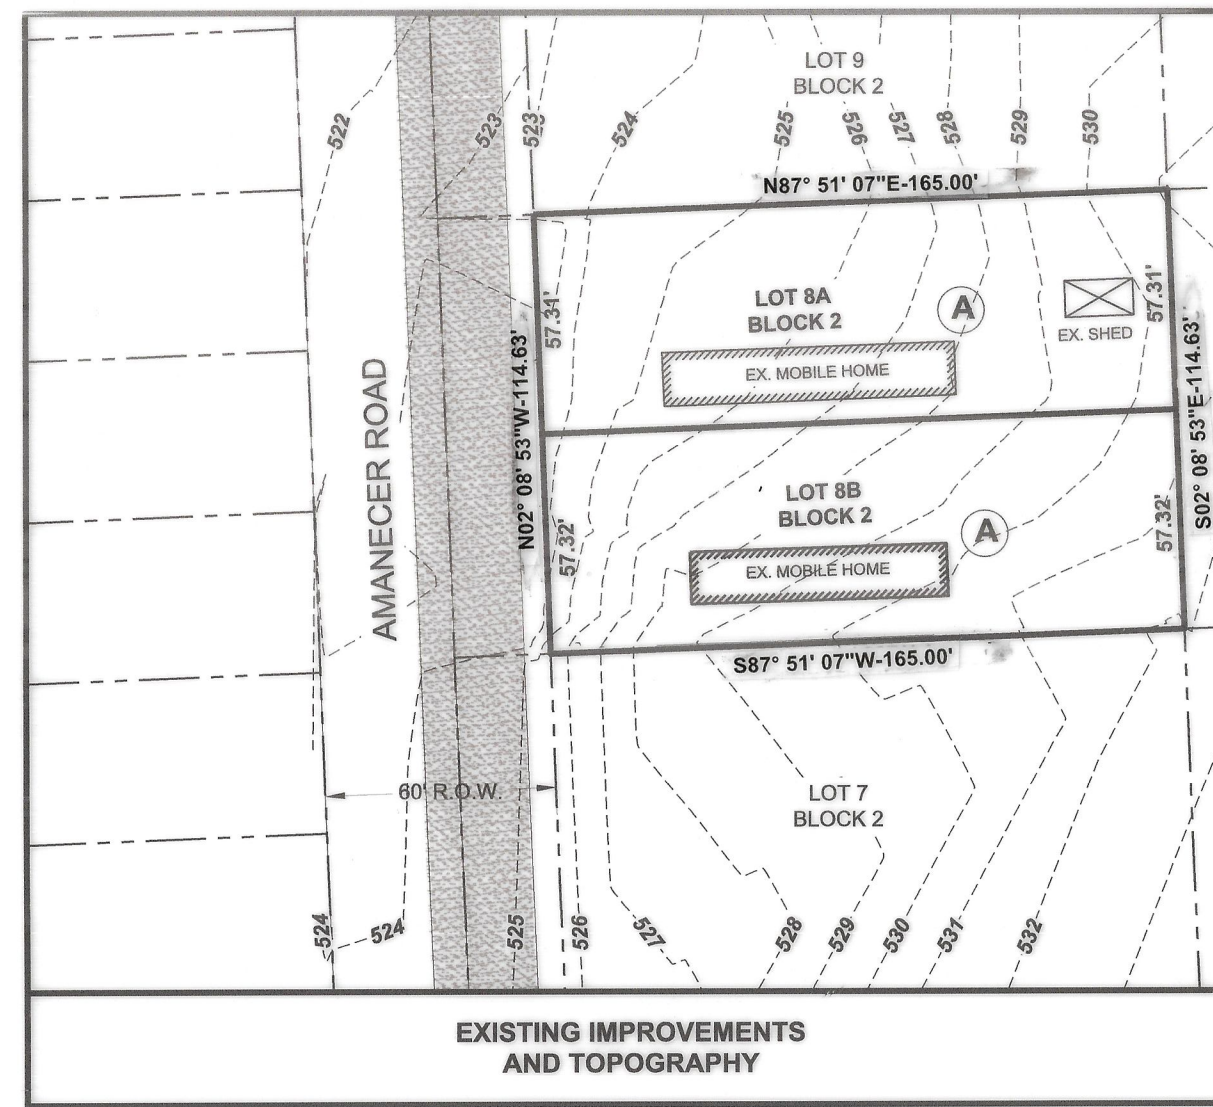 LOT 9
BLOCK 2
522
523
523
524
525
526
527
528
529
530
N87° 51' 07"E-165.00'
LOT 8A
BLOCK 2
A
57.31'
57.31'
EX. SHED
EX. MOBILE HOME
AMANECER ROAD
N02° 08' 53"W-114.63'
S02° 08' 53"E-114.63'
LOT 8B
BLOCK 2
A
57.32'
57.32'
EX. MOBILE HOME
S87° 51' 07"W-165.00'
60' R.O.W.
LOT 7
BLOCK 2
524
524
525
526
527
528
529
530
531
532
EXISTING IMPROVEMENTS
AND TOPOGRAPHY